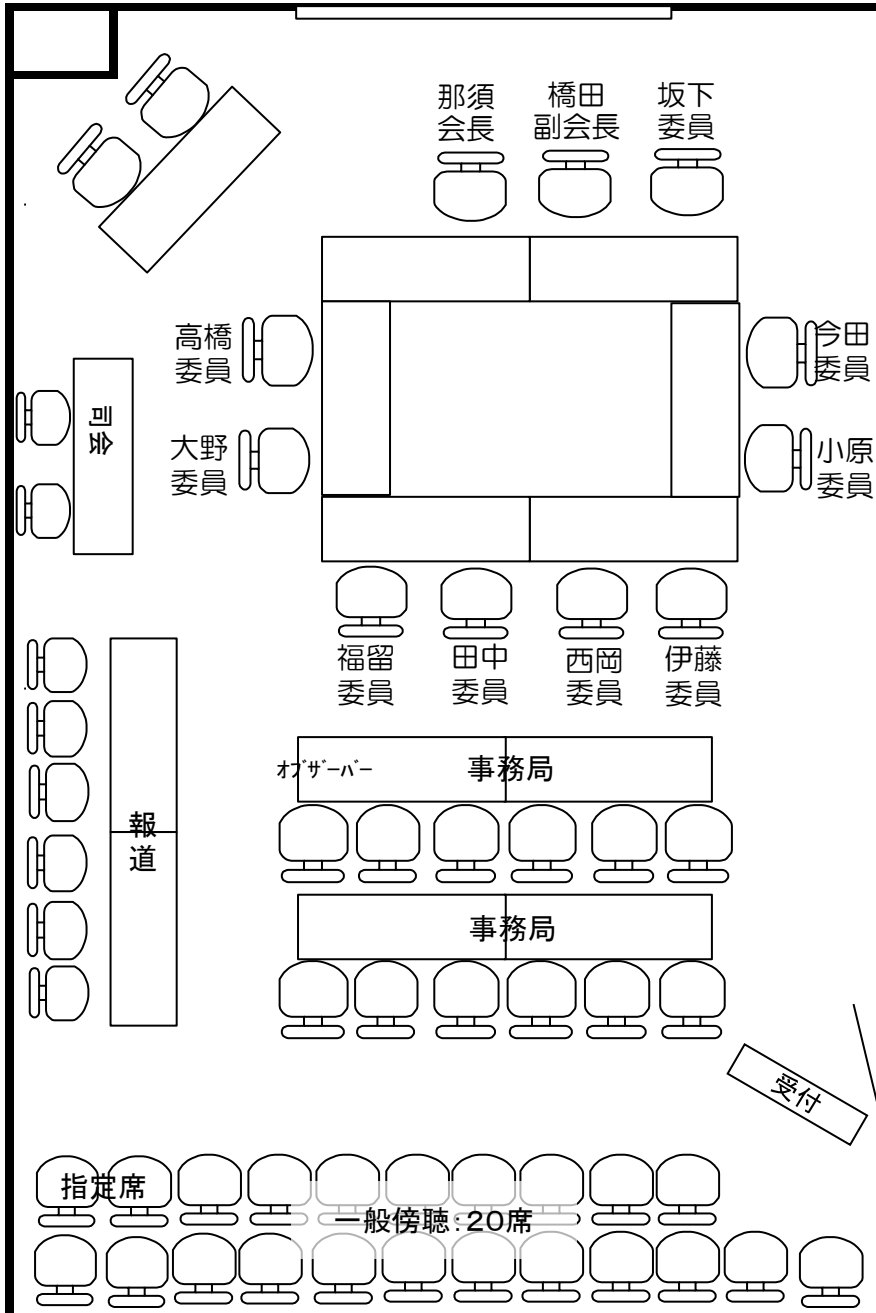 那須
会長
橋田
副会長
坂下
委員
高橋
委員
今田
委員
司会
大野
委員
小原
委員
福留
委員
田中
委員
西岡
委員
伊藤
委員
ｵﾌﾞｻﾞｰﾊﾞｰ
事務局
報道
事務局
受付
指定席
一般傍聴：20席